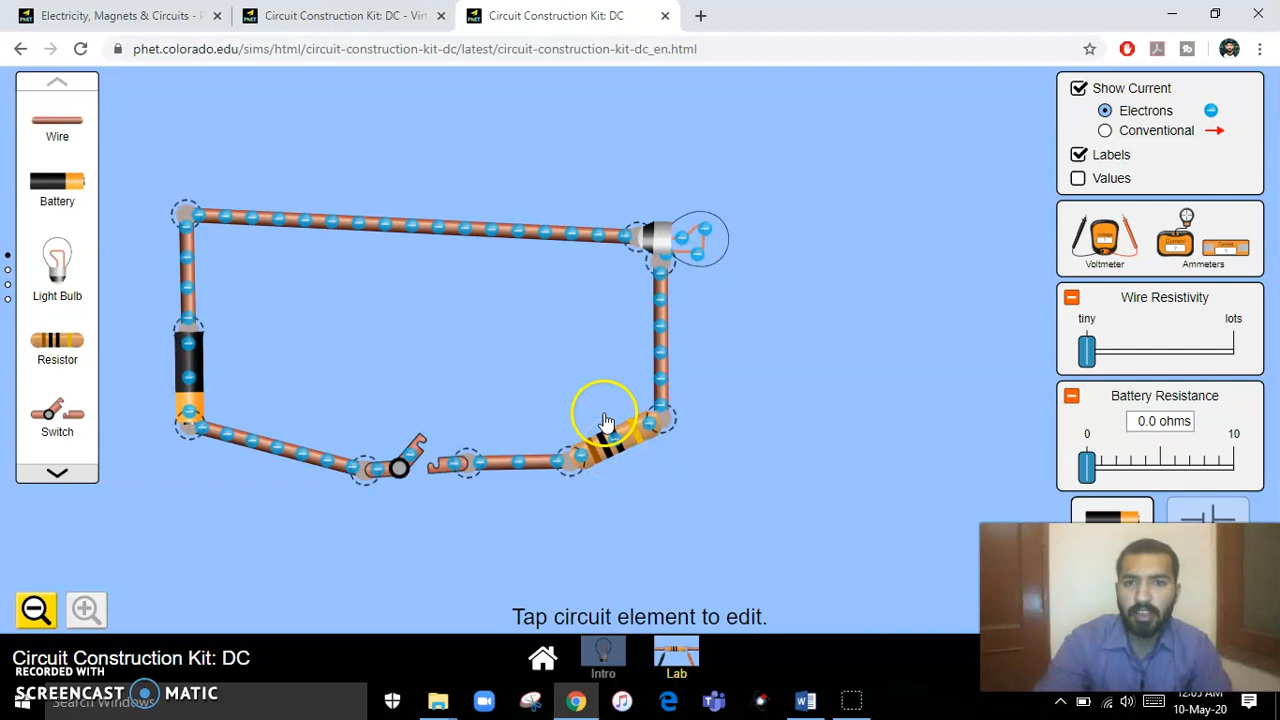 Electricity, Magnets & Circuits - P
Circuit Construction Kit: DC - Virt
Circuit Construction Kit: DC
phet.colorado.edu/sims/html/circuit-construction-kit-dc/latest/circuit-construction-kit-dc_en.html
Wire
Battery
Light Bulb
Resistor
Switch
Show Current
Electrons
Conventional
Labels
Values
Voltmeter
Ammeters
Wire Resistivity
tiny
lots
Battery Resistance
0.0 ohms
0
10
Tap circuit element to edit.
Circuit Construction Kit: DC
Intro
Lab
RECORDED WITH
SCREENCAST MATIC
Search Windows
12:05 AM
10-May-20